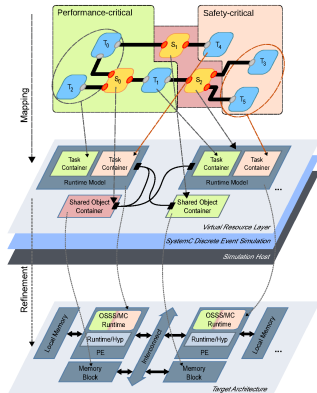 Performance-critical
Safety-critical
T0
S1
T4
T3
T2
S0
T1
S2
T5
Mapping
Task
Container
Task
Container
Runtime Model
Task
Container
Task
Container
Runtime Model
...
Shared Object
Container
Shared Object
Container
Virtual Resource Layer
SystemC Discrete Event Simulation
Simulation Host
Refinement
Local Memory
OSSS/MC
Runtime
Runtime/Hyp
PE
Memory
Block
Interconnect
OSSS/MC
Runtime
Runtime/Hyp
PE
Memory
Block
Local Memory
...
Target Architecture